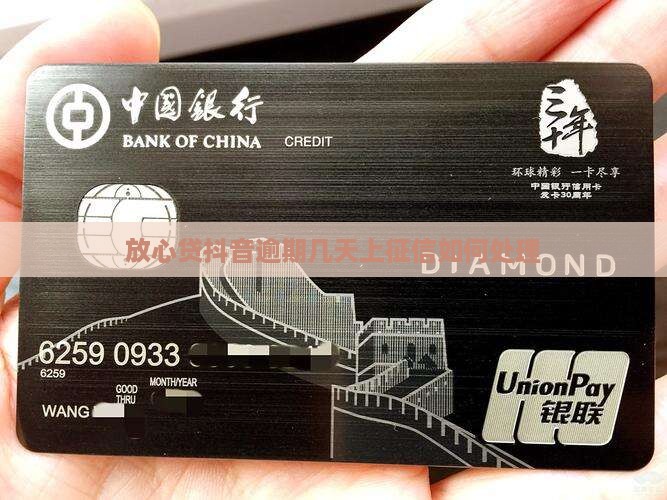 中國銀行
BANK OF CHINA
CREDIT
三十年
环球精彩 一卡尽享
中国银行信用卡
发卡30周年
放心贷抖音逾期几天上征信如何处理
DIAMOND
6259 0933
6259
GOOD
THRU
MONTH/YEAR
WANG
UnionPay
银联